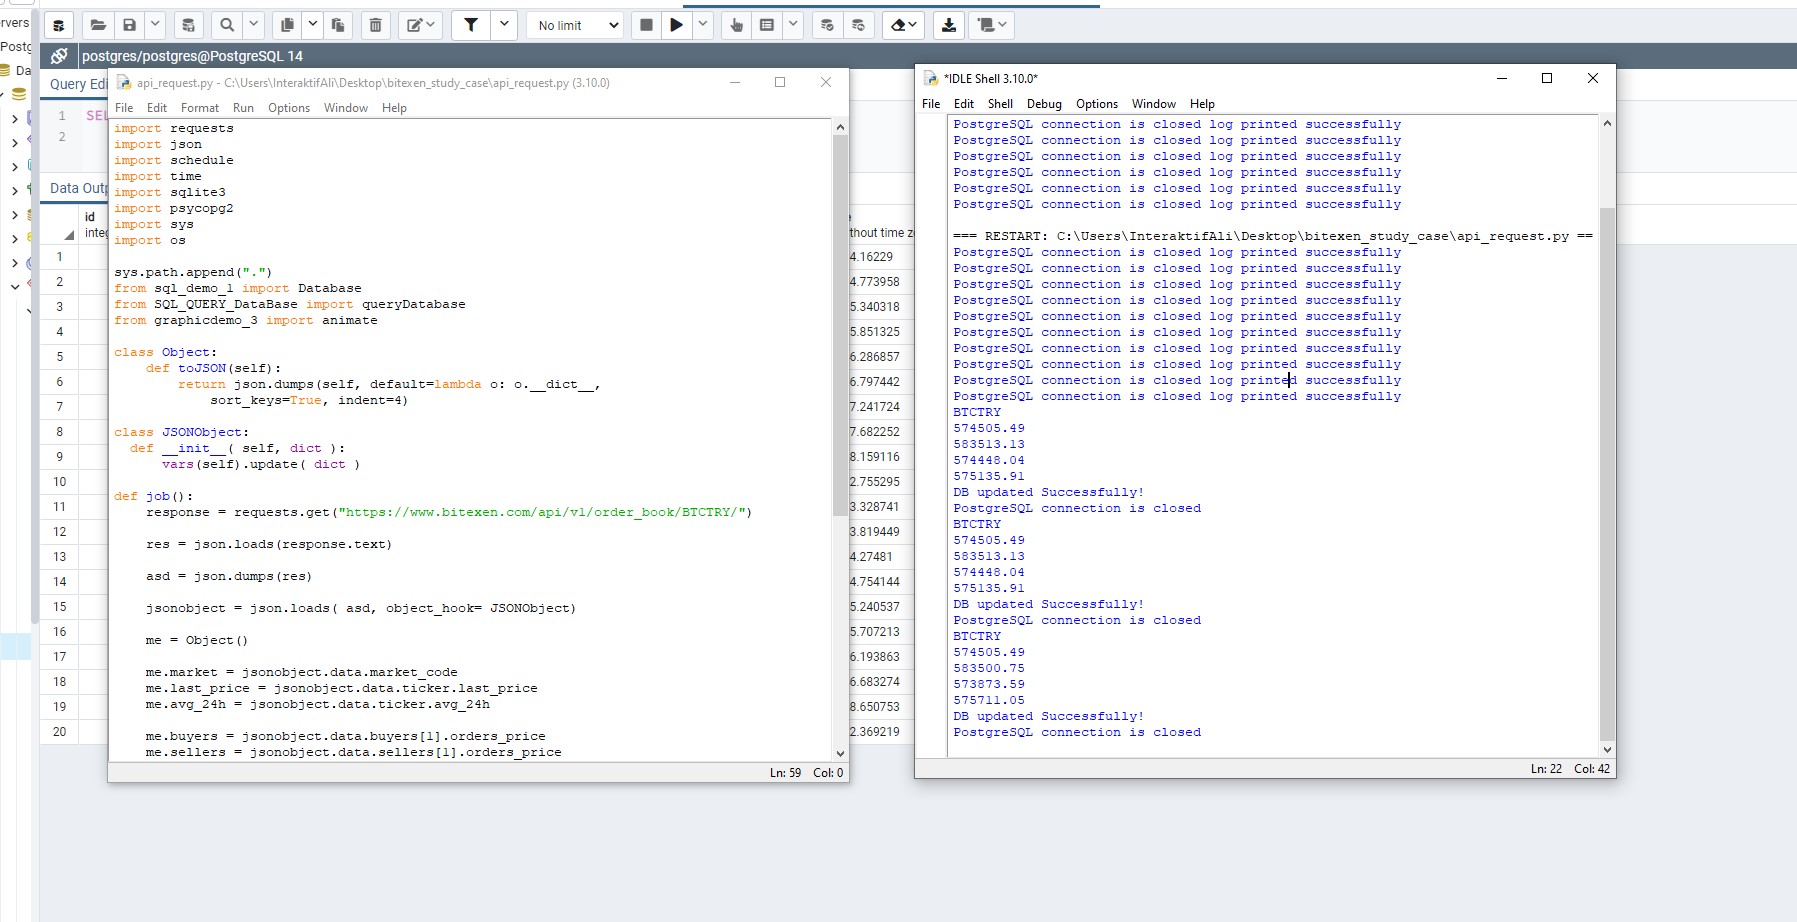 ervers
Postg
Da
No limit
postgres/postgres@PostgreSQL 14
Query Edi
1 SEL
2
Data Outp
id
integ
thout time z
1 4.16229
2 4.773958
3 5.340318
4 5.851325
5 6.286857
6 6.797442
7 7.241724
8 7.682252
9 8.159116
10 2.755295
11 3.328741
12 3.819449
13 4.27481
14 4.754144
15 5.240537
16 5.707213
17 6.193863
18 6.683274
19 8.650753
20 2.369219
api_request.py - C:\Users\InteraktifAli\Desktop\bitexen_study_case\api_request.py (3.10.0)
File Edit Format Run Options Window Help
import requests
import json
import schedule
import time
import sqlite3
import psycopg2
import sys
import os
sys.path.append(".")
from sql_demo_1 import Database
from SQL_QUERY_DataBase import queryDatabase
from graphicdemo_3 import animate
class Object:
def toJSON(self):
return json.dumps(self, default=lambda o: o.__dict__,
sort_keys=True, indent=4)
class JSONObject:
def __init__( self, dict ):
vars(self).update( dict )
def job():
response = requests.get("https://www.bitexen.com/api/v1/order_book/BTCTRY/")
res = json.loads(response.text)
asd = json.dumps(res)
jsonobject = json.loads( asd, object_hook= JSONObject)
me = Object()
me.market = jsonobject.data.market_code
me.last_price = jsonobject.data.ticker.last_price
me.avg_24h = jsonobject.data.ticker.avg_24h
me.buyers = jsonobject.data.buyers[1].orders_price
me.sellers = jsonobject.data.sellers[1].orders_price
Ln: 59 Col: 0
*IDLE Shell 3.10.0*
File Edit Shell Debug Options Window Help
PostgreSQL connection is closed log printed successfully
PostgreSQL connection is closed log printed successfully
PostgreSQL connection is closed log printed successfully
PostgreSQL connection is closed log printed successfully
PostgreSQL connection is closed log printed successfully
PostgreSQL connection is closed log printed successfully
=== RESTART: C:\Users\InteraktifAli\Desktop\bitexen_study_case\api_request.py ==
PostgreSQL connection is closed log printed successfully
PostgreSQL connection is closed log printed successfully
PostgreSQL connection is closed log printed successfully
PostgreSQL connection is closed log printed successfully
PostgreSQL connection is closed log printed successfully
PostgreSQL connection is closed log printed successfully
PostgreSQL connection is closed log printed successfully
PostgreSQL connection is closed log printed successfully
PostgreSQL connection is closed log printed successfully
PostgreSQL connection is closed log printed successfully
BTCTRY
574505.49
583513.13
574448.04
575135.91
DB updated Successfully!
PostgreSQL connection is closed
BTCTRY
574505.49
583513.13
574448.04
575135.91
DB updated Successfully!
PostgreSQL connection is closed
BTCTRY
574505.49
583500.75
573873.59
575711.05
DB updated Successfully!
PostgreSQL connection is closed
Ln: 22 Col: 42